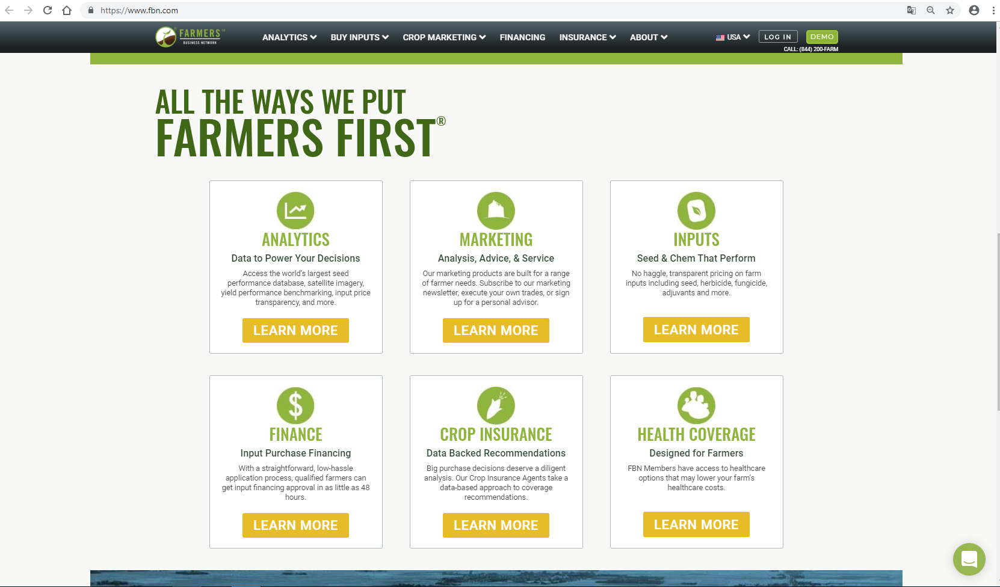 https://www.fbn.com
FARMERS
BUSINESS NETWORK
ANALYTICS BUY INPUTS CROP MARKETING FINANCING INSURANCE ABOUT USA LOG IN DEMO
CALL: (844) 200-FARM
ALL THE WAYS WE PUT
FARMERS FIRST®
ANALYTICS
Data to Power Your Decisions
Access the world's largest seed
performance database, satellite imagery,
yield performance benchmarking, input price
transparency, and more.
LEARN MORE
MARKETING
Analysis, Advice, & Service
Our marketing products are built for a range
of farmer needs. Subscribe to our marketing
newsletter, execute your own trades, or sign
up for a personal advisor.
LEARN MORE
INPUTS
Seed & Chem That Perform
No haggle, transparent pricing on farm
inputs including seed, herbicide, fungicide,
adjuvants and more.
LEARN MORE
FINANCE
Input Purchase Financing
With a straightforward, low-hassle
application process, qualified farmers can
get input financing approval in as little as 48
hours.
LEARN MORE
CROP INSURANCE
Data Backed Recommendations
Big purchase decisions deserve a diligent
analysis. Our Crop Insurance Agents take a
data-based approach to coverage
recommendations.
LEARN MORE
HEALTH COVERAGE
Designed for Farmers
FBN Members have access to healthcare
options that may lower your farm's
healthcare costs.
LEARN MORE